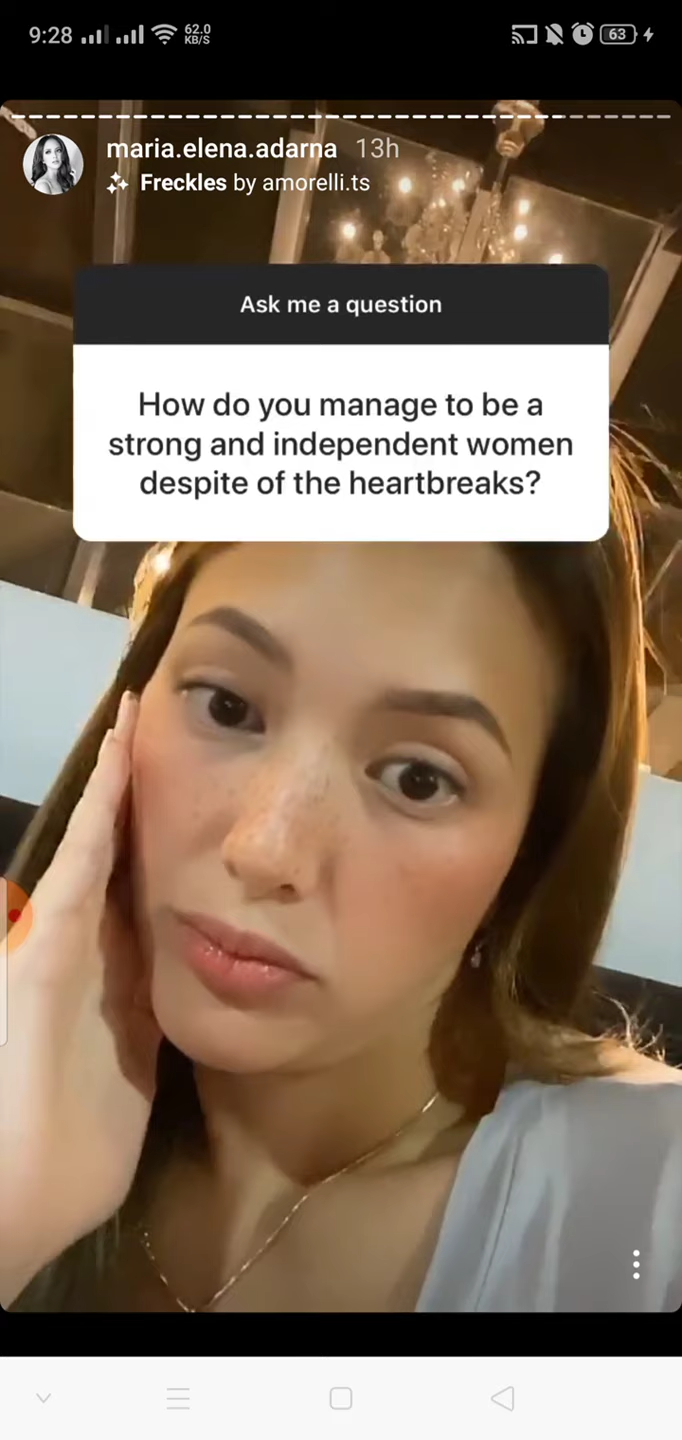 9:28 62.0 KB/S 63
maria.elena.adarna 13h
Freckles by amorelli.ts
Ask me a question
How do you manage to be a
strong and independent women
despite of the heartbreaks?